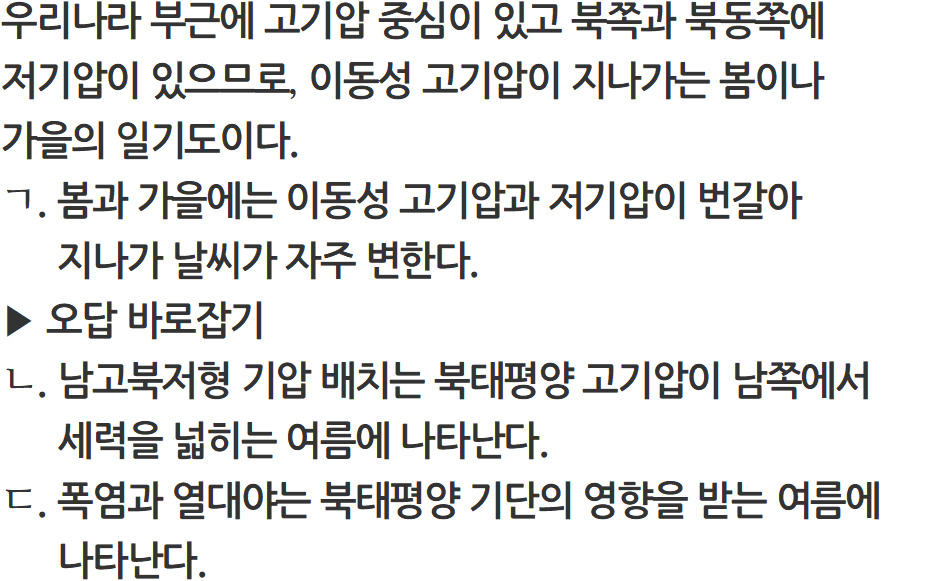 우리나라 부근에 고기압 중심이 있고 북쪽과 북동쪽에
저기압이 있으므로, 이동성 고기압이 지나가는 봄이나
가을의 일기도이다.
ㄱ. 봄과 가을에는 이동성 고기압과 저기압이 번갈아
지나가 날씨가 자주 변한다.
▶ 오답 바로잡기
ㄴ. 남고북저형 기압 배치는 북태평양 고기압이 남쪽에서
세력을 넓히는 여름에 나타난다.
ㄷ. 폭염과 열대야는 북태평양 기단의 영향을 받는 여름에
나타난다.